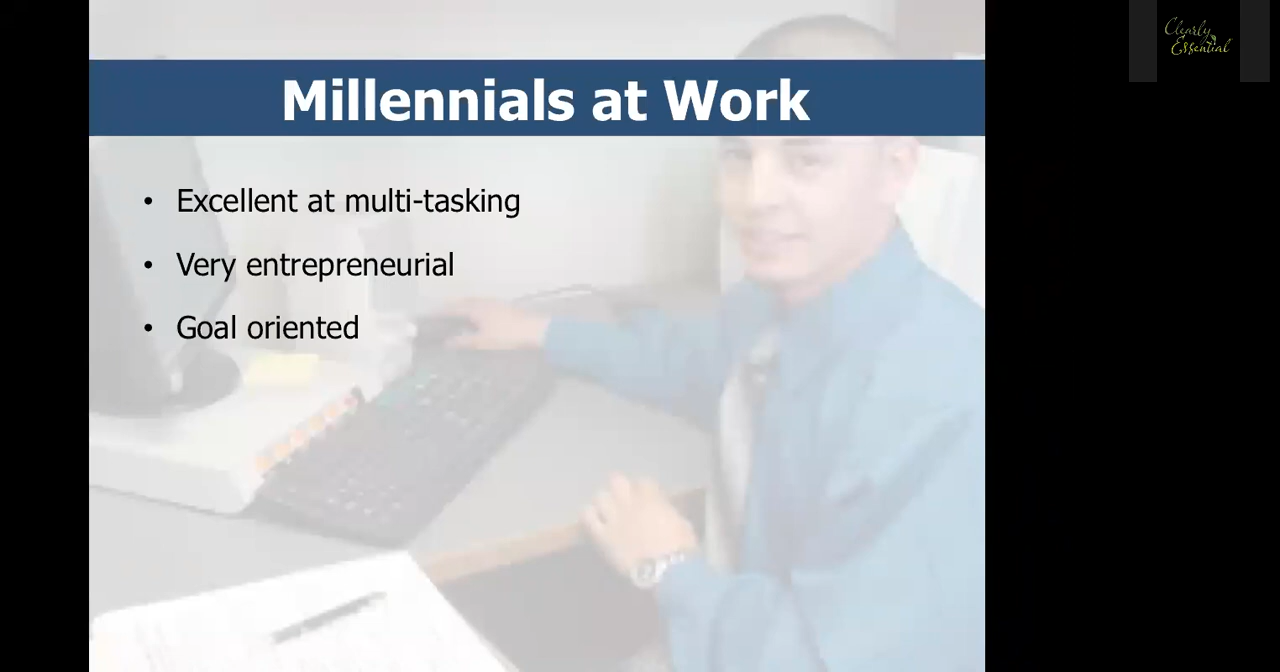 Clearly
Essential
Millennials at Work
• Excellent at multi-tasking
• Very entrepreneurial
• Goal oriented